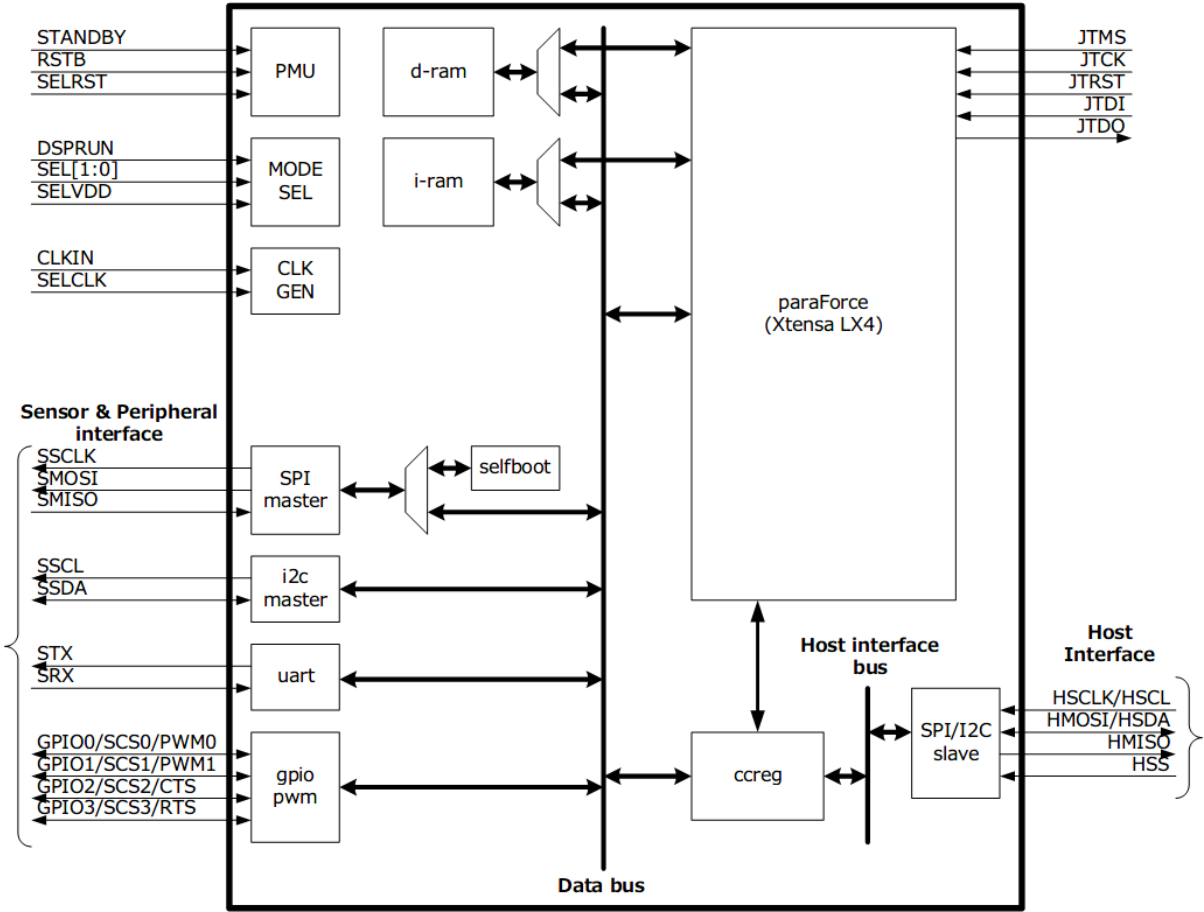 STANDBY
RSTB
SELRST
PMU
d-ram
JTMS
JTCK
JTRST
JTDI
JTDO
DSPRUN
SEL[1:0]
SELVDD
MODE
SEL
i-ram
CLKIN
SELCLK
CLK
GEN
paraForce
(Xtensa LX4)
Sensor & Peripheral
interface
SSCLK
SMOSI
SMISO
SPI
master
selfboot
SSCL
SSDA
i2c
master
STX
SRX
uart
GPIO0/SCS0/PWM0
GPIO1/SCS1/PWM1
GPIO2/SCS2/CTS
GPIO3/SCS3/RTS
gpio
pwm
ccreg
Host interface
bus
SPI/I2C
slave
Host
Interface
HSCLK/HSCL
HMOSI/HSDA
HMISO
HSS
Data bus